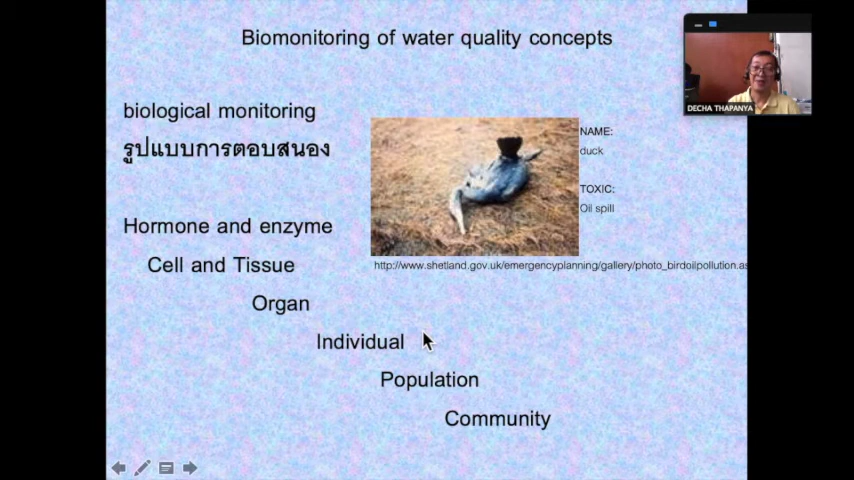 Biomonitoring of water quality concepts
DECHA THAPANYA
biological monitoring
รูปแบบการตอบสนอง
NAME:
duck
TOXIC:
Oil spill
http://www.shetland.gov.uk/emergencyplanning/gallery/photo_birdoilpollution.as
Hormone and enzyme
Cell and Tissue
Organ
Individual
Population
Community